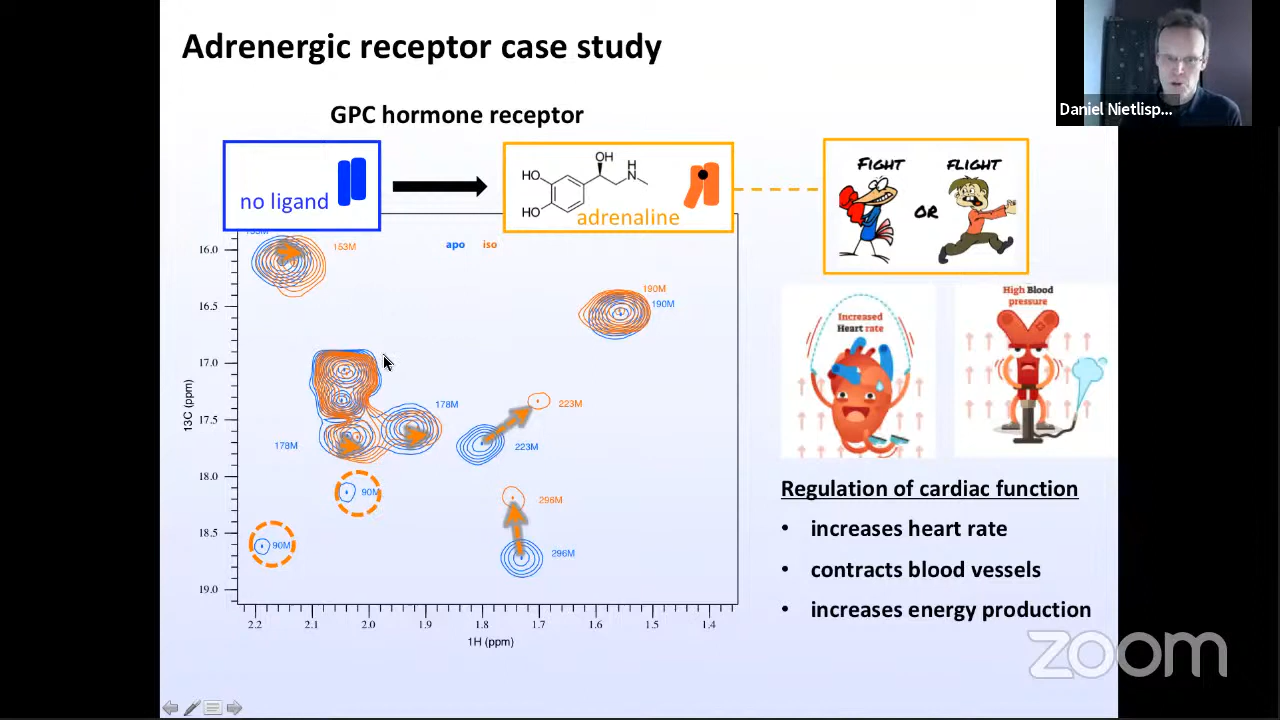 Adrenergic receptor case study
Daniel Nietlisp...
GPC hormone receptor
no ligand
OH
HO
H
N
HO
adrenaline
FIGHT
OR
FLIGHT
153M
apo
iso
190M
190M
178M
178M
223M
223M
90M
296M
90M
296M
16.0
16.5
17.0
17.5
18.0
18.5
19.0
13C (ppm)
2.2 2.1 2.0 1.9 1.8 1.7 1.6 1.5 1.4
1H (ppm)
Increased
Heart rate
High Blood
pressure
Regulation of cardiac function
• increases heart rate
• contracts blood vessels
• increases energy production
zoom